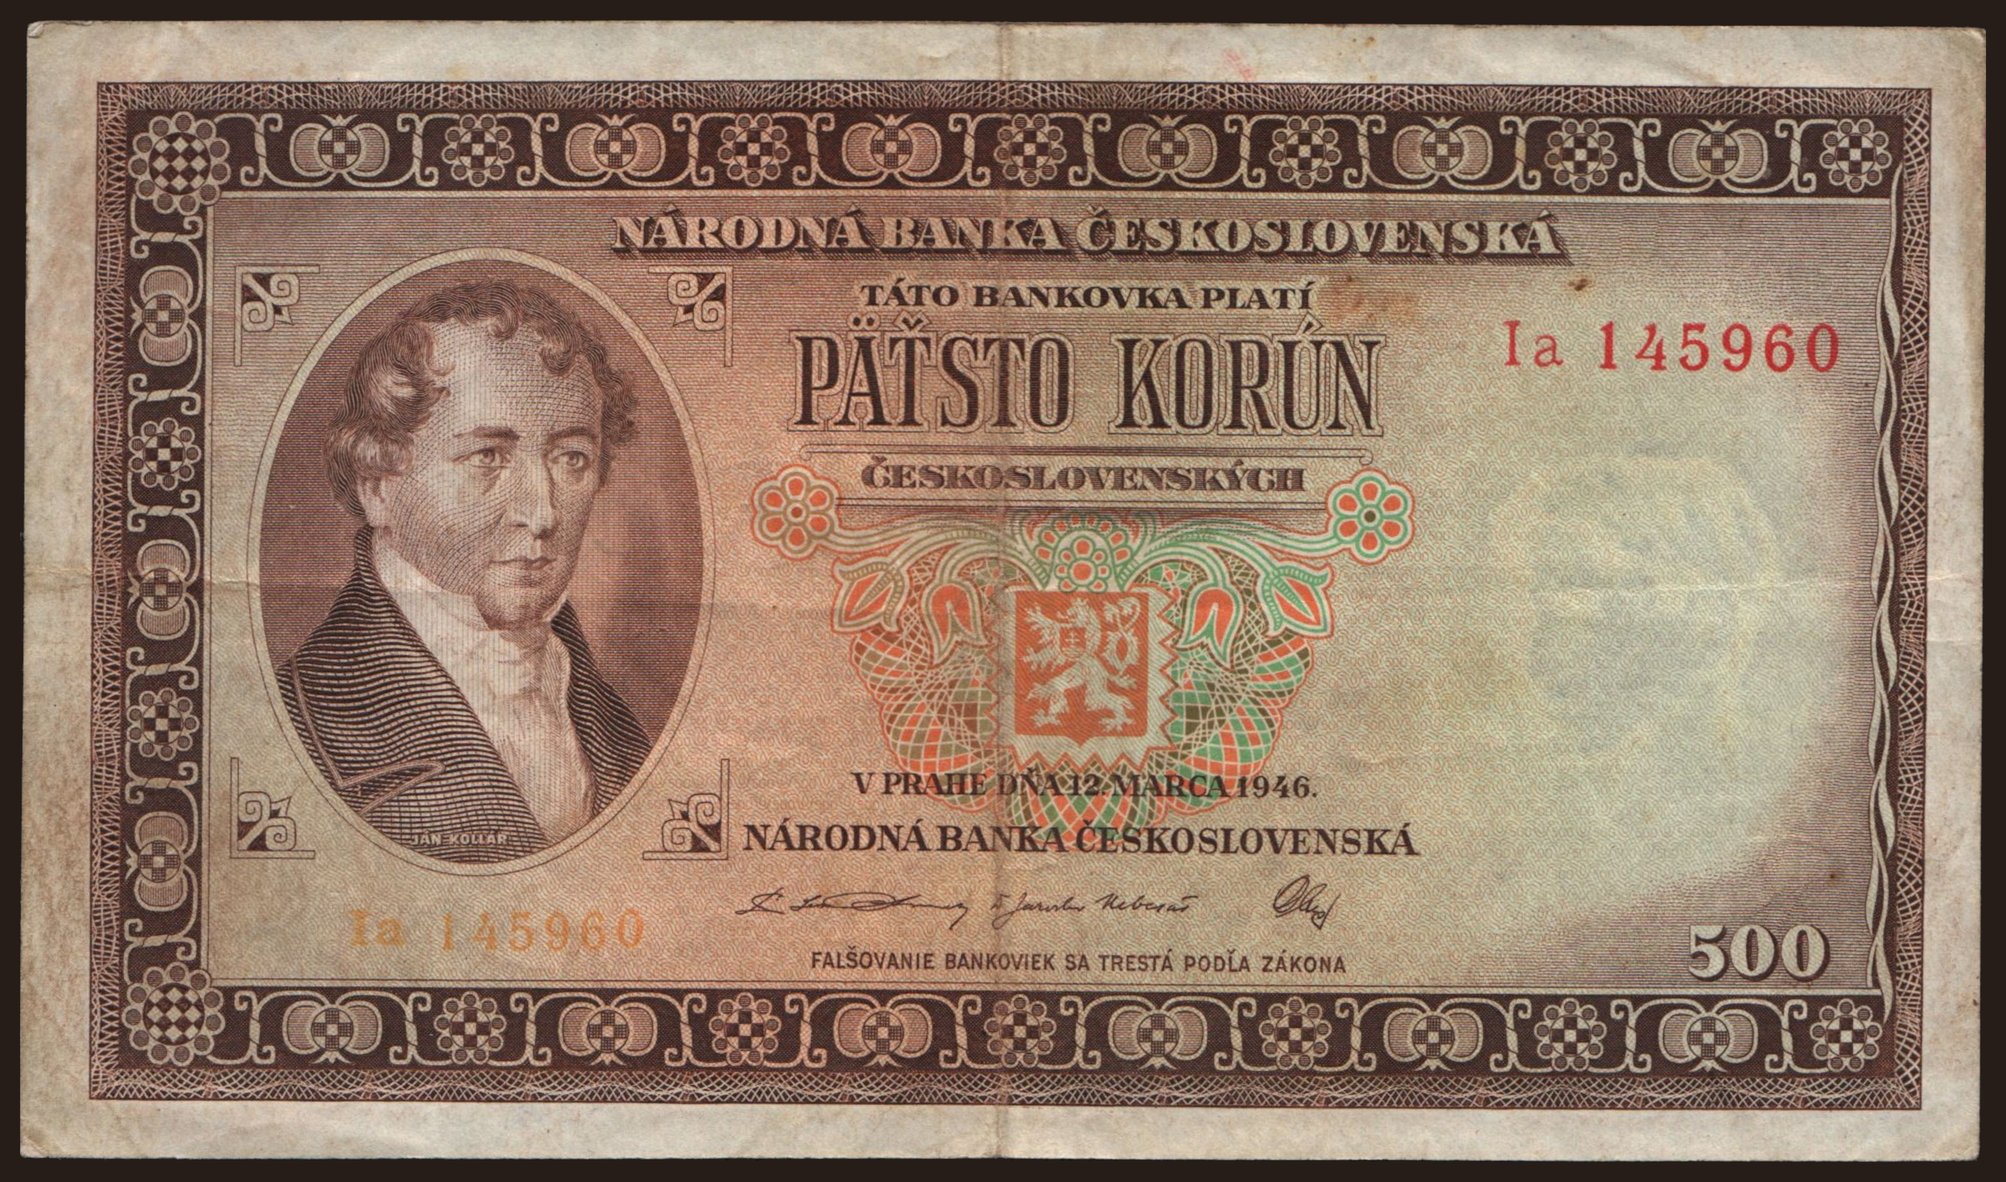 NÁRODNÁ BANKA ČESKOSLOVENSKÁ
TÁTO BANKOVKA PLATÍ
PÄŤSTO KORÚN
Ia 145960
ČESKOSLOVENSKÝCH
V PRAHE DŇA 12. MARCA 1946.
NÁRODNÁ BANKA ČESKOSLOVENSKÁ
JÁN KOLLÁR
Ia 145960
FALŠOVANIE BANKOVIEK SA TRESTÁ PODĽA ZÁKONA
500